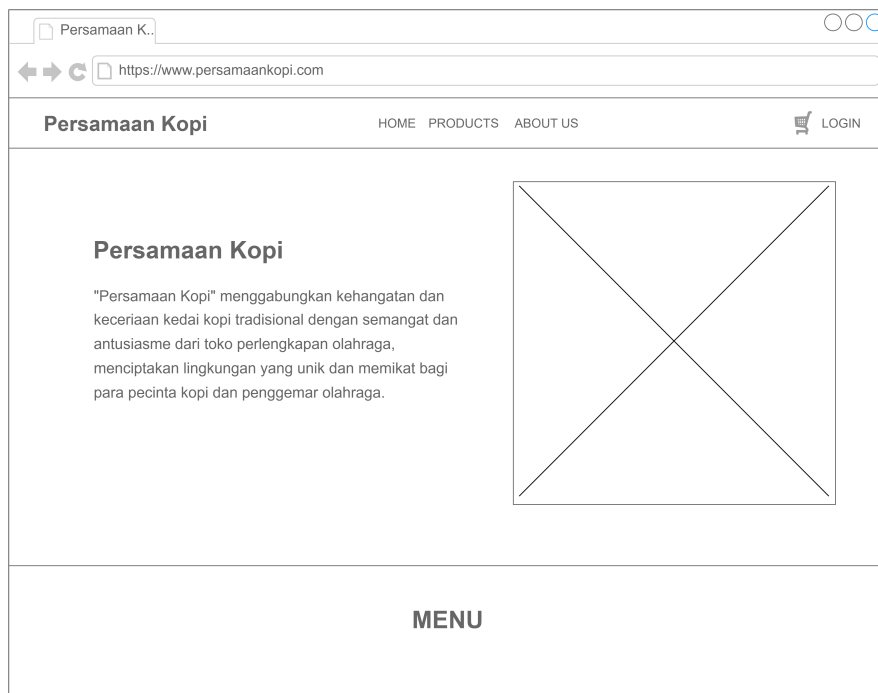 Persamaan K..
https://www.persamaankopi.com
Persamaan Kopi HOME PRODUCTS ABOUT US LOGIN
Persamaan Kopi
"Persamaan Kopi" menggabungkan kehangatan dan
keceriaan kedai kopi tradisional dengan semangat dan
antusiasme dari toko perlengkapan olahraga,
menciptakan lingkungan yang unik dan memikat bagi
para pecinta kopi dan penggemar olahraga.
MENU